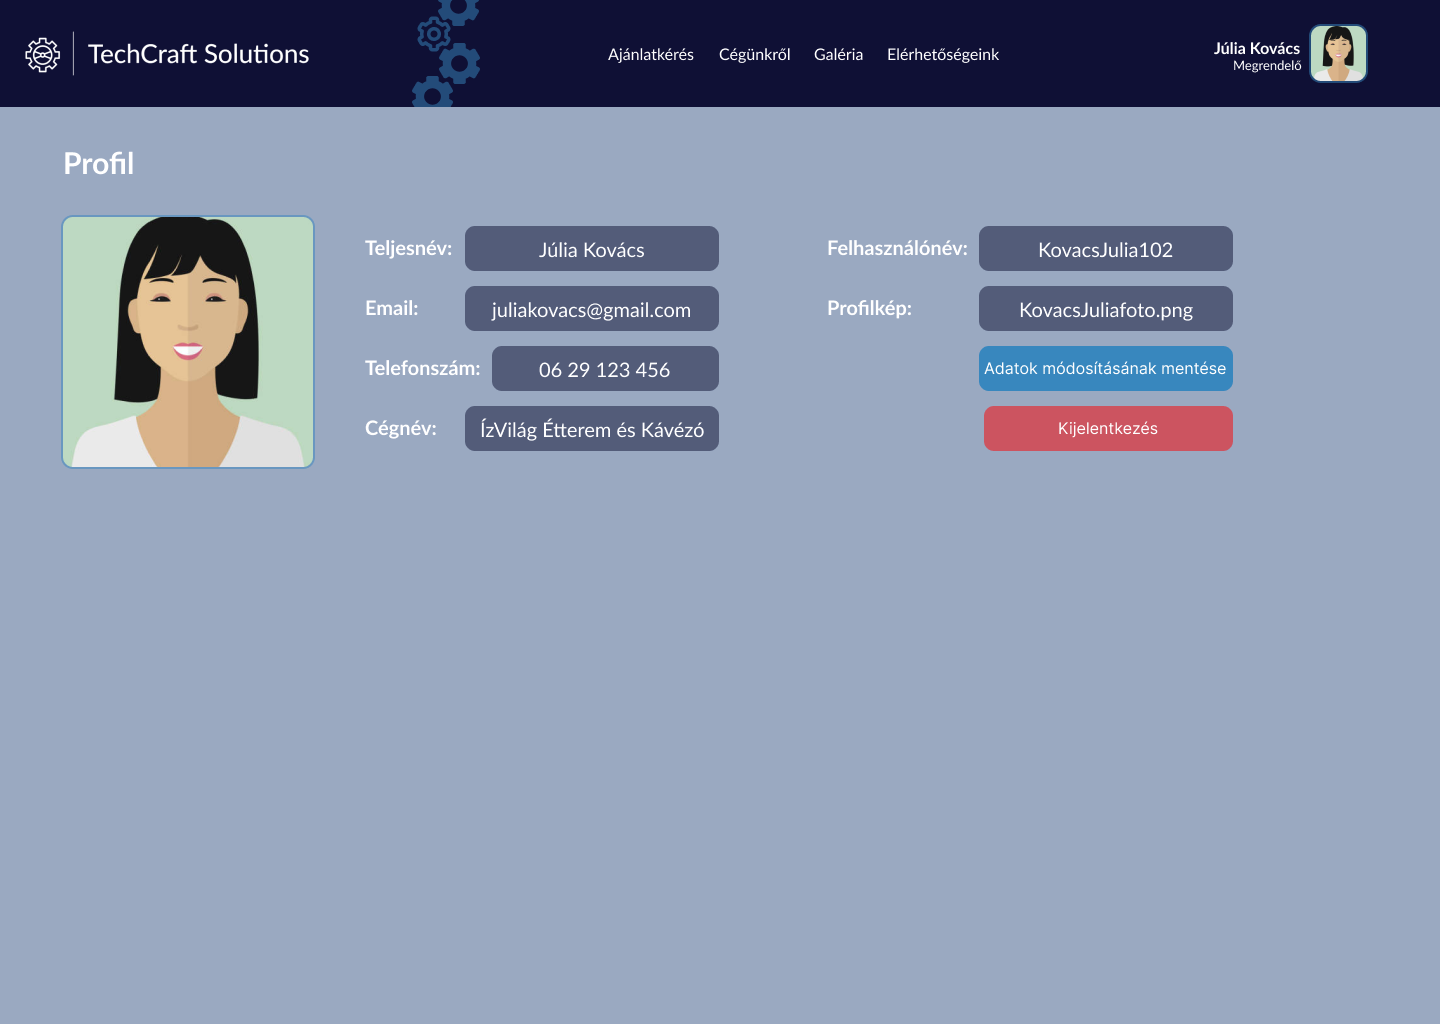 TechCraft Solutions
Ajánlatkérés Cégünkről Galéria Elérhetőségeink
Júlia Kovács
Megrendelő
Profil
Teljesnév: Júlia Kovács
Felhasználónév: KovacsJulia102
Email: juliakovacs@gmail.com
Profilkép: KovacsJuliafoto.png
Telefonszám: 06 29 123 456
Adatok módosításának mentése
Cégnév: ÍzVilág Étterem és Kávézó
Kijelentkezés